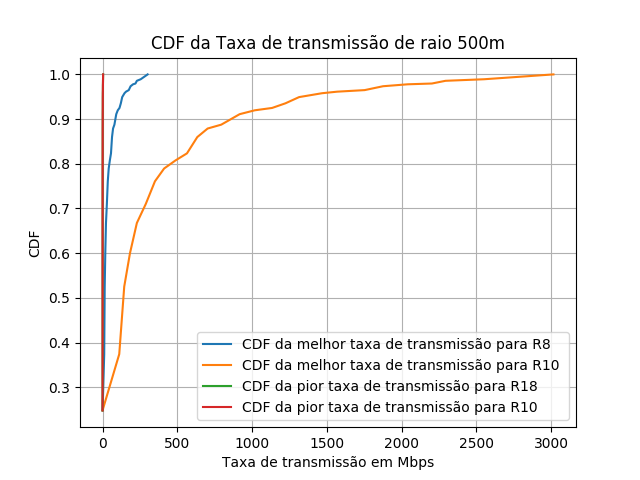 CDF da Taxa de transmissão de raio 500m
1.0
0.9
0.8
0.7
0.6
0.5
0.4
0.3
CDF
CDF da melhor taxa de transmissão para R8
CDF da melhor taxa de transmissão para R10
CDF da pior taxa de transmissão para R18
CDF da pior taxa de transmissão para R10
0 500 1000 1500 2000 2500 3000
Taxa de transmissão em Mbps